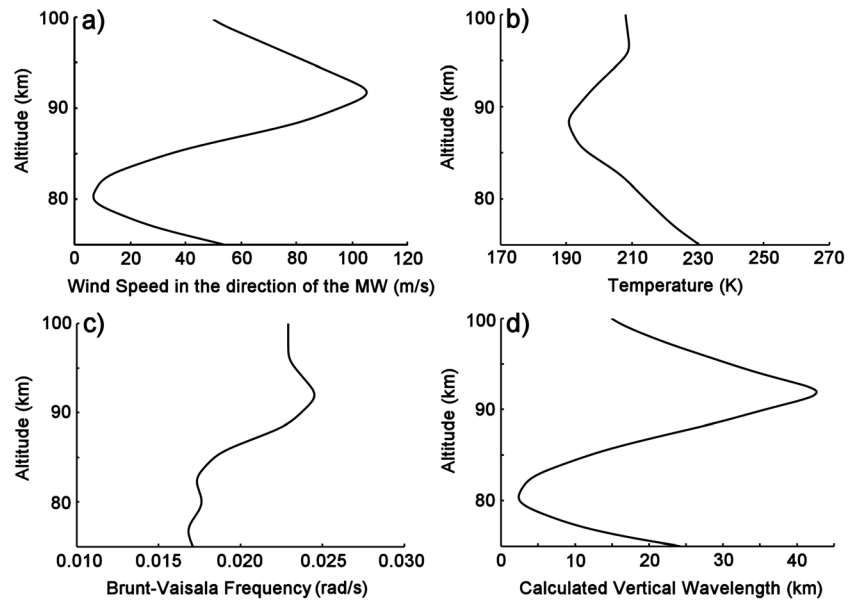 a)
100
90
80
Altitude (km)
0 20 40 60 80 100 120
Wind Speed in the direction of the MW (m/s)
b)
100
90
80
Altitude (km)
170 190 210 230 250 270
Temperature (K)
c)
100
90
80
Altitude (km)
0.010 0.015 0.020 0.025 0.030
Brunt-Vaisala Frequency (rad/s)
d)
100
90
80
Altitude (km)
0 10 20 30 40
Calculated Vertical Wavelength (km)